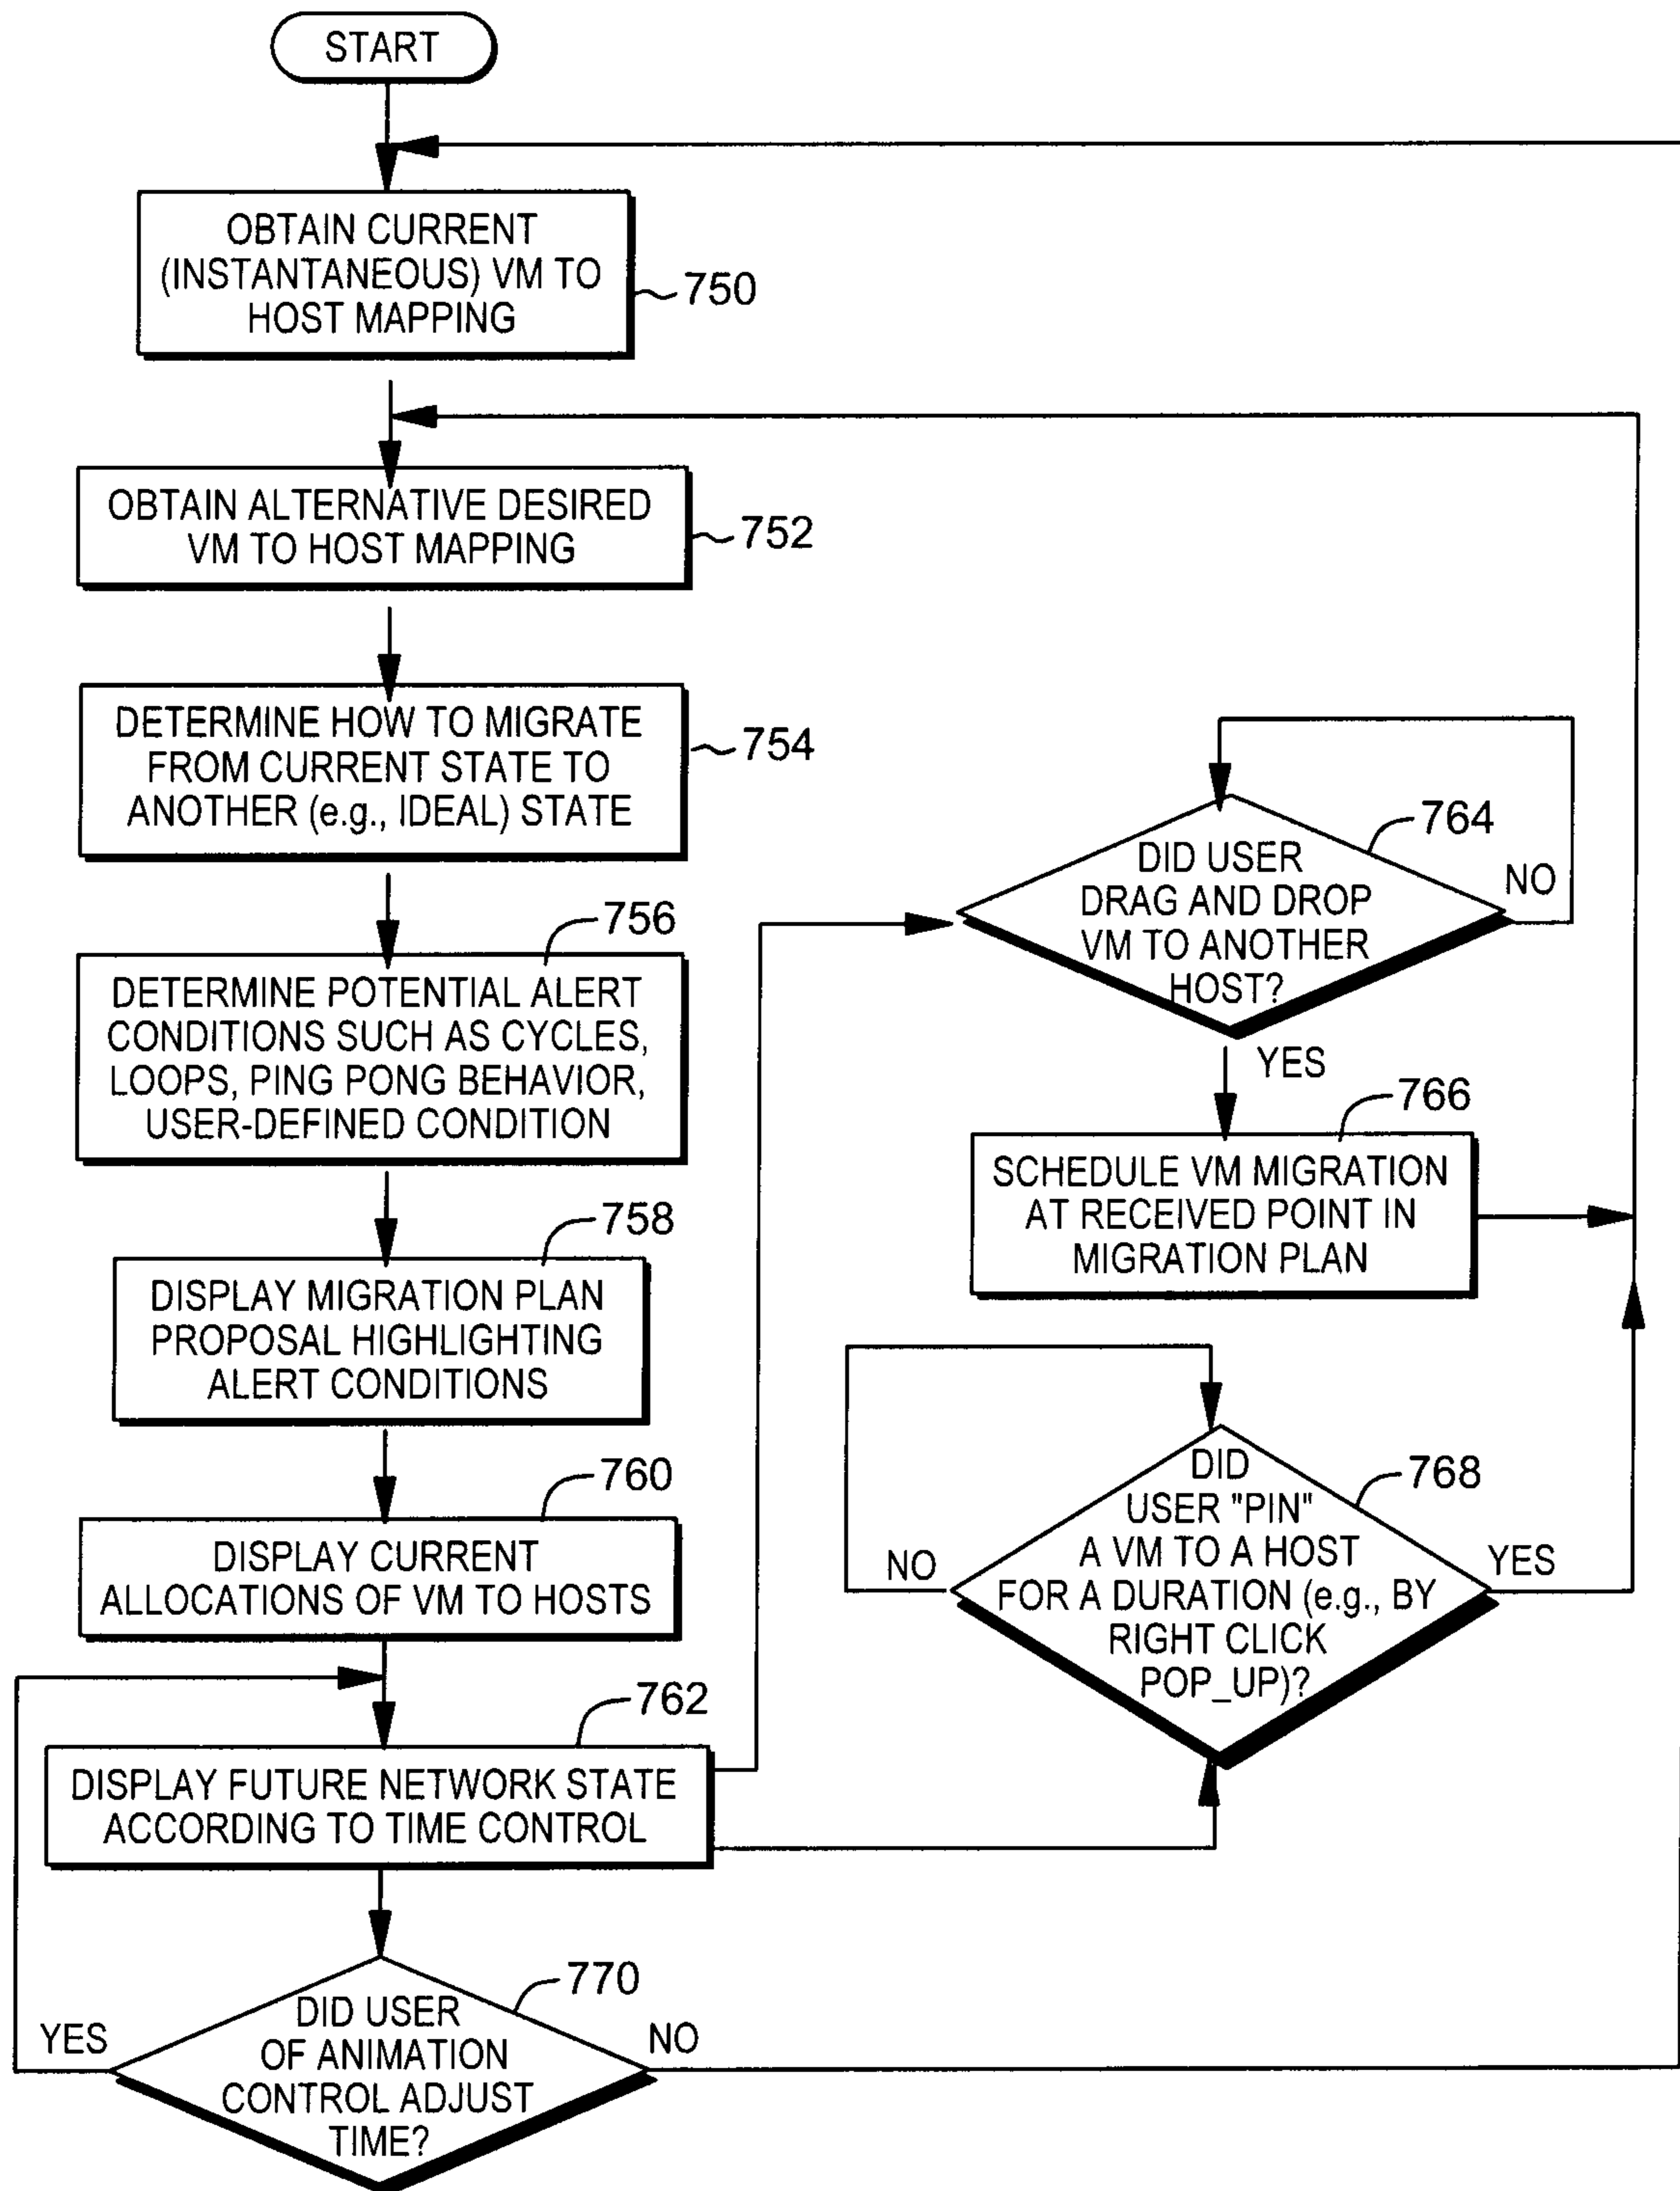 START
OBTAIN CURRENT
(INSTANTANEOUS) VM TO
HOST MAPPING
750
OBTAIN ALTERNATIVE DESIRED
VM TO HOST MAPPING
752
DETERMINE HOW TO MIGRATE
FROM CURRENT STATE TO
ANOTHER (e.g., IDEAL) STATE
754
756
DETERMINE POTENTIAL ALERT
CONDITIONS SUCH AS CYCLES,
LOOPS, PING PONG BEHAVIOR,
USER-DEFINED CONDITION
758
DISPLAY MIGRATION PLAN
PROPOSAL HIGHLIGHTING
ALERT CONDITIONS
760
DISPLAY CURRENT
ALLOCATIONS OF VM TO HOSTS
762
DISPLAY FUTURE NETWORK STATE
ACCORDING TO TIME CONTROL
764
DID USER
DRAG AND DROP
VM TO ANOTHER
HOST?
NO
YES
766
SCHEDULE VM MIGRATION
AT RECEIVED POINT IN
MIGRATION PLAN
768
DID
USER "PIN"
A VM TO A HOST
FOR A DURATION (e.g., BY
RIGHT CLICK
POP_UP)?
NO
YES
770
DID USER
OF ANIMATION
CONTROL ADJUST
TIME?
YES
NO